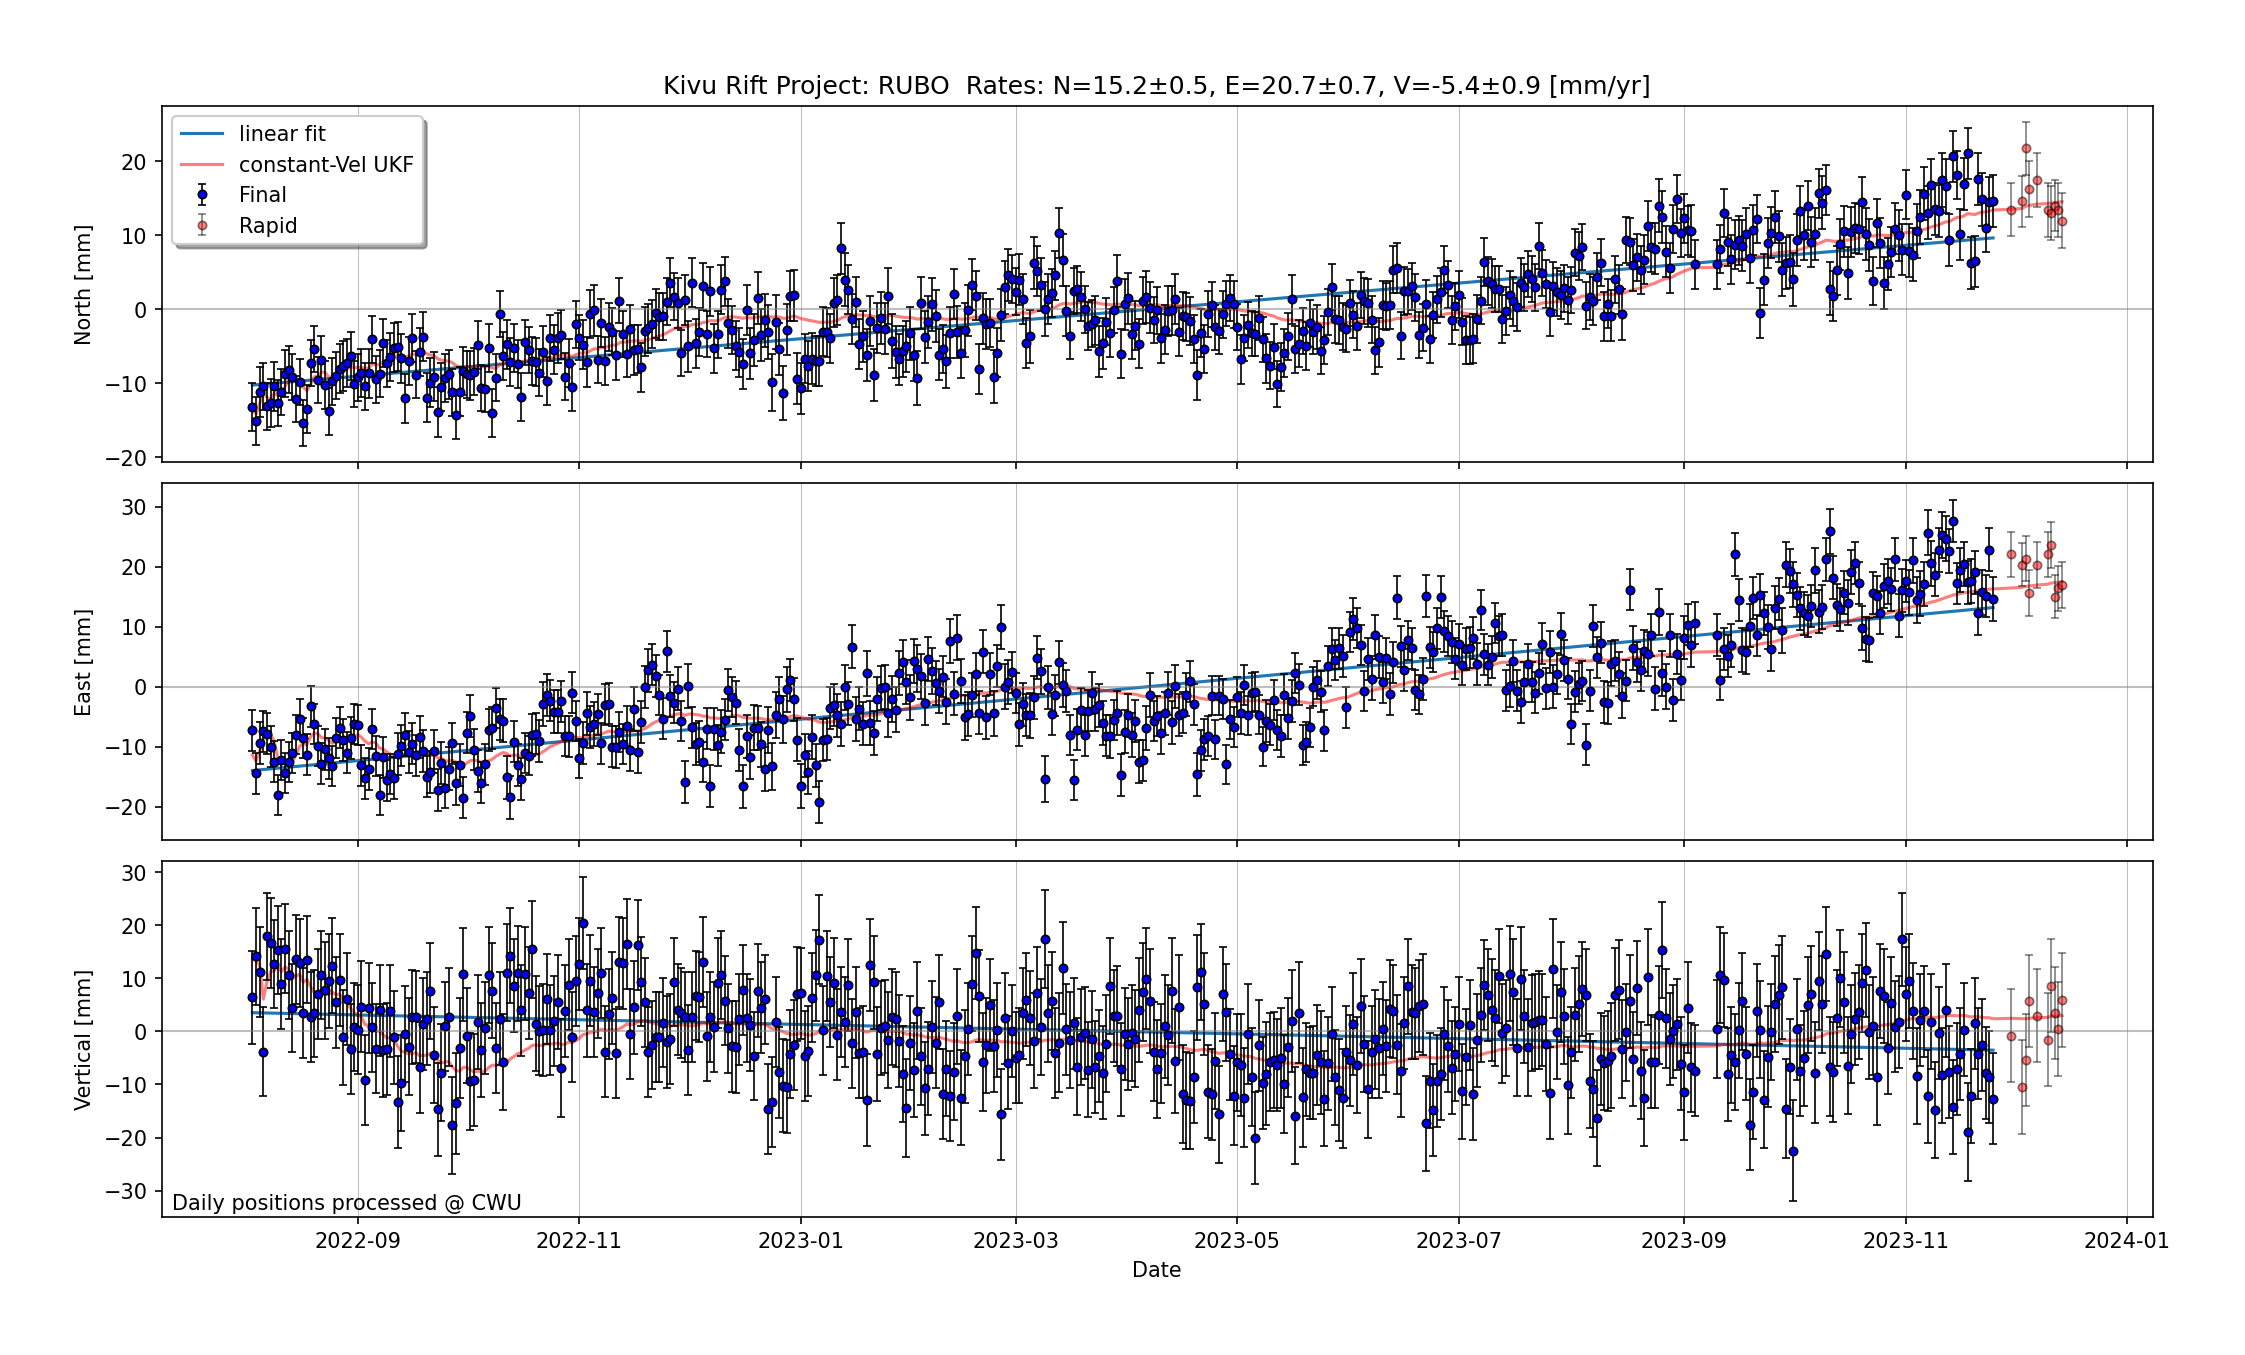 Kivu Rift Project: RUBO  Rates: N=15.2±0.5, E=20.7±0.7, V=-5.4±0.9 [mm/yr]
linear fit
constant-Vel UKF
Final
Rapid
North [mm]
20
10
0
−10
−20
East [mm]
30
20
10
0
−10
−20
Vertical [mm]
30
20
10
0
−10
−20
−30
Daily positions processed @ CWU
2022-09 2022-11 2023-01 2023-03 2023-05 2023-07 2023-09 2023-11 2024-01
Date